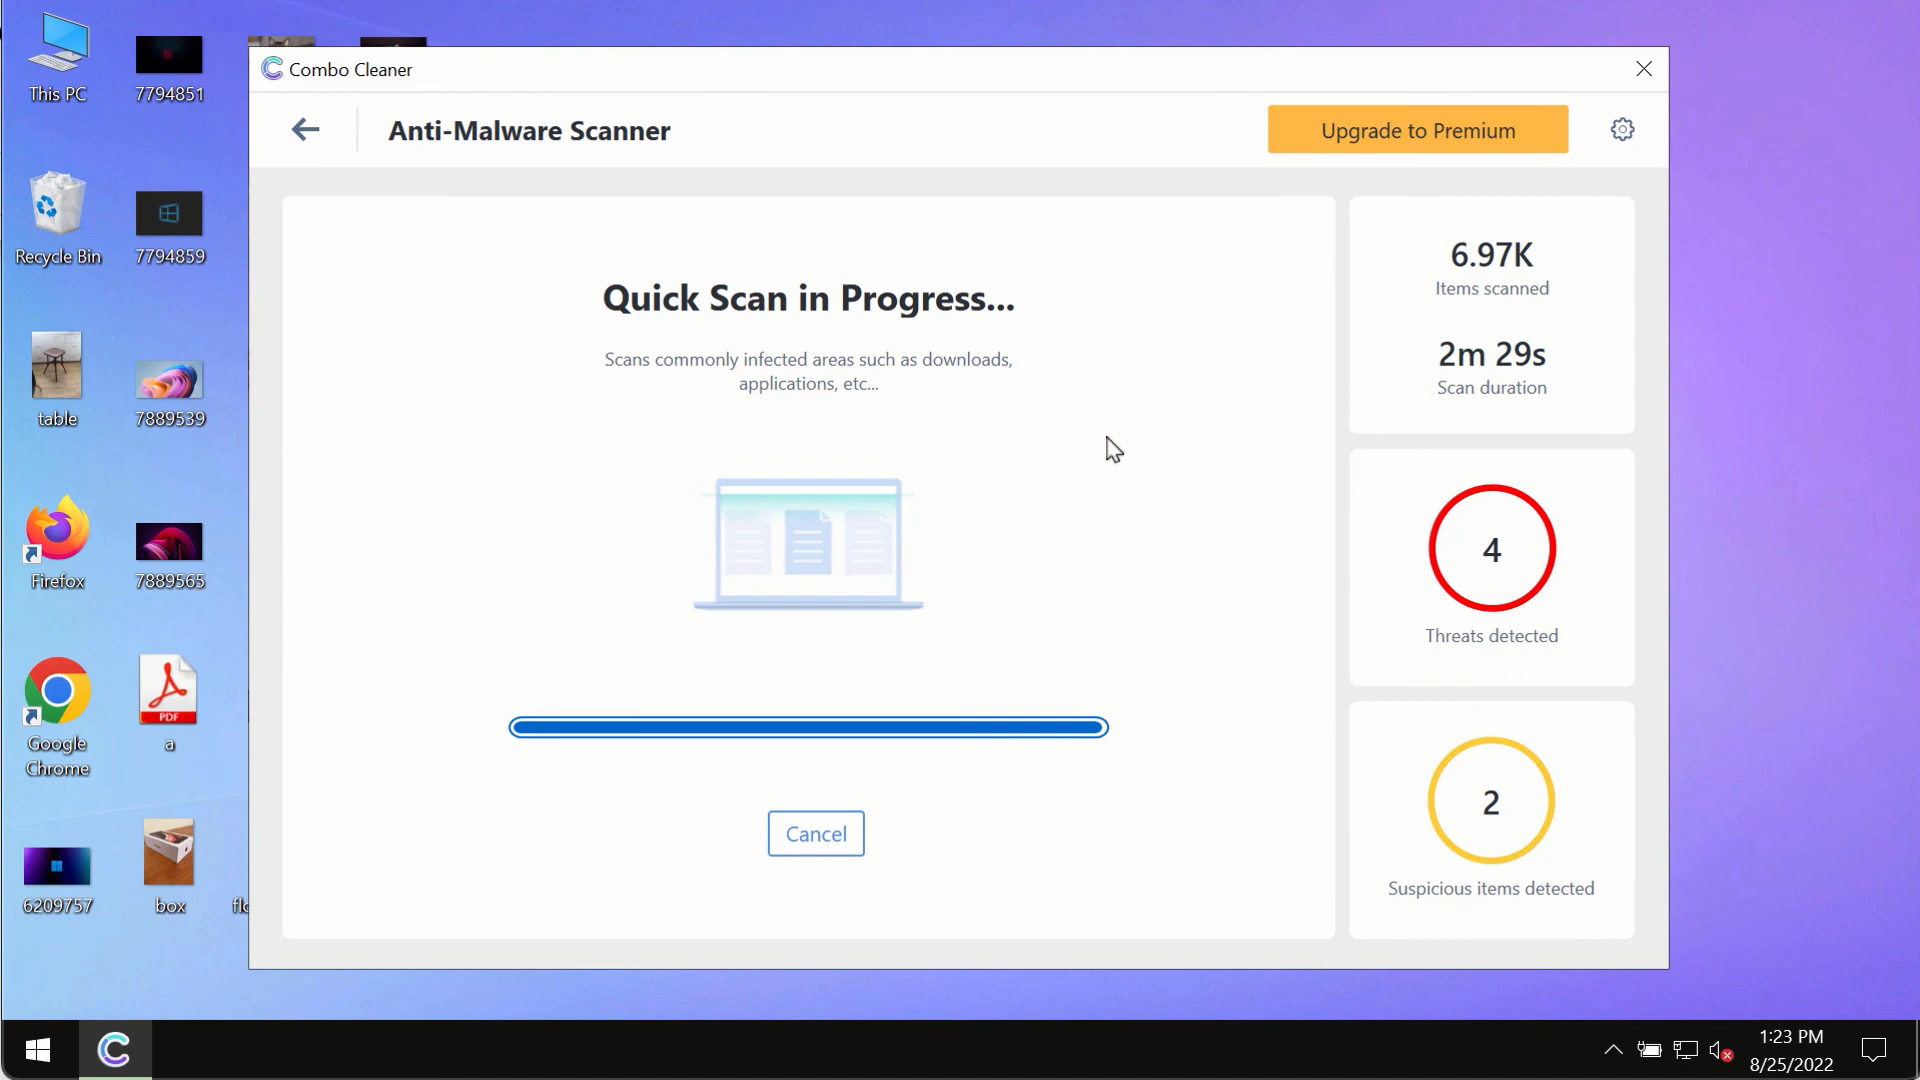 This PC
7794851
Recycle Bin
7794859
table
7889539
Firefox
7889565
Google
Chrome
PDF
a
6209757
box
Combo Cleaner
Anti-Malware Scanner
Upgrade to Premium
Quick Scan in Progress...
Scans commonly infected areas such as downloads,
applications, etc...
Cancel
6.97K
Items scanned
2m 29s
Scan duration
4
Threats detected
2
Suspicious items detected
1:23 PM
8/25/2022